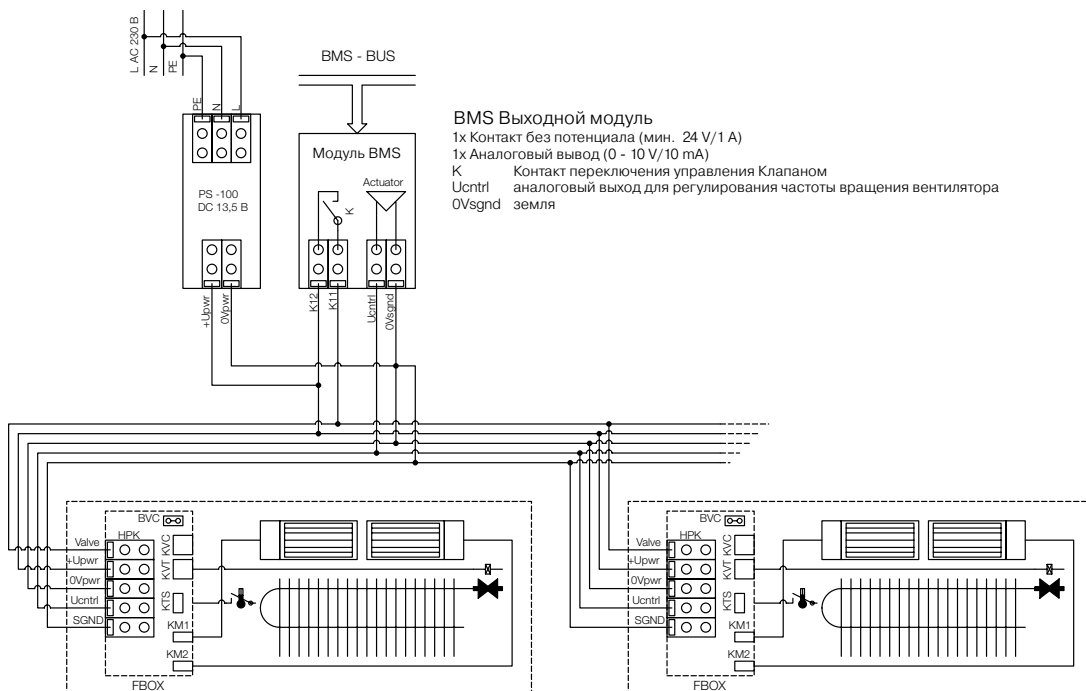 L AC 230 В
N
PE
BMS - BUS
PE
N
L
PS -100
DC 13,5 В
+Upwr
0Vpwr
Модуль BMS
Actuator
K
K12
K11
Ucntrl
0Vsgnd
BMS Выходной модуль
1x Контакт без потенциала (мин. 24 V/1 A)
1x Аналоговый вывод (0 - 10 V/10 mA)
K Контакт переключения управления Клапаном
Ucntrl аналоговый выход для регулирования частоты вращения вентилятора
0Vsgnd земля
BVC
HPK
Valve
+Upwr
0Vpwr
Ucntrl
SGND
KVC
KVT
KTS
KM1
KM2
FBOX
BVC
HPK
Valve
+Upwr
0Vpwr
Ucntrl
SGND
KVC
KVT
KTS
KM1
KM2
FBOX